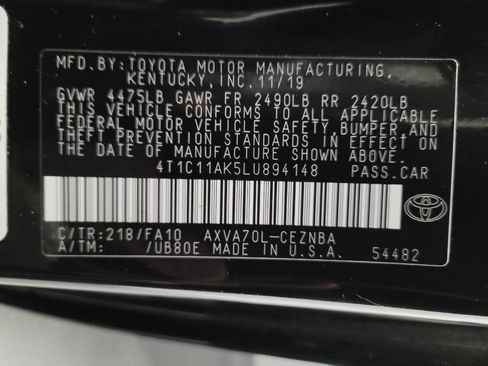 MFD.BY: TOYOTA MOTOR MANUFACTURING,
KENTUCKY, INC. 11/19
GVWR 4475LB GAWR FR 2490LB RR 2420LB
THIS VEHICLE CONFORMS TO ALL APPLICABLE
FEDERAL MOTOR VEHICLE SAFETY, BUMPER, AND
THEFT PREVENTION STANDARDS IN EFFECT ON
THE DATE OF MANUFACTURE SHOWN ABOVE.
4T1C11AK5LU894148 PASS.CAR
C/TR: 218/FA10 AXVA70L-CEZNBA
A/TM: /UB80E MADE IN U.S.A. 54482